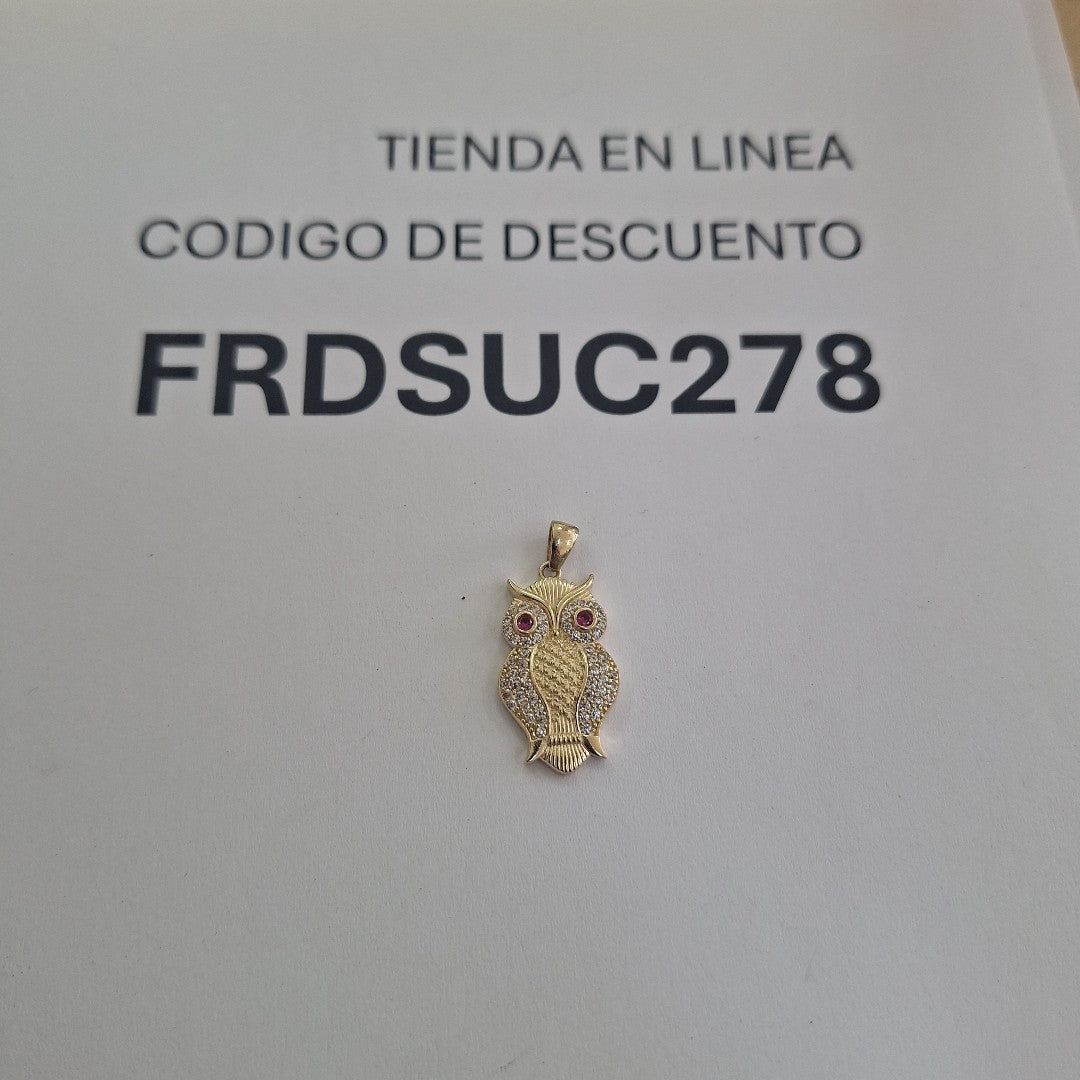 TIENDA EN LINEA
CODIGO DE DESCUENTO
FRDSUC278